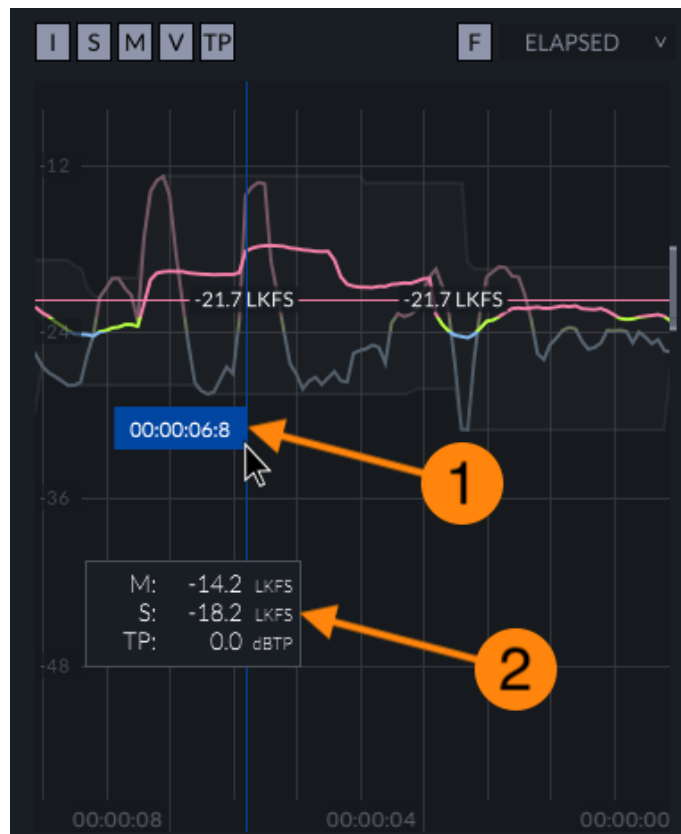 I S M V TP F ELAPSED v
-12
-21.7 LKFS -21.7 LKFS
-24
00:00:06:8
1
-36
M: -14.2 LKFS
S: -18.2 LKFS
TP: 0.0 dBTP
2
-48
00:00:08 00:00:04 00:00:00